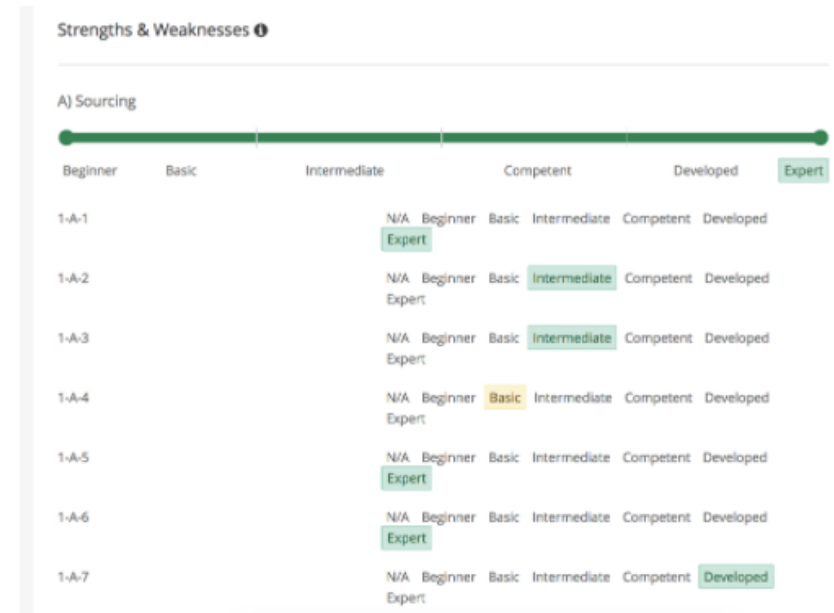 Strengths & Weaknesses
A) Sourcing
Beginner Basic Intermediate Competent Developed Expert
1-A-1 N/A Beginner Basic Intermediate Competent Developed
Expert
1-A-2 N/A Beginner Basic Intermediate Competent Developed
Expert
1-A-3 N/A Beginner Basic Intermediate Competent Developed
Expert
1-A-4 N/A Beginner Basic Intermediate Competent Developed
Expert
1-A-5 N/A Beginner Basic Intermediate Competent Developed
Expert
1-A-6 N/A Beginner Basic Intermediate Competent Developed
Expert
1-A-7 N/A Beginner Basic Intermediate Competent Developed
Expert